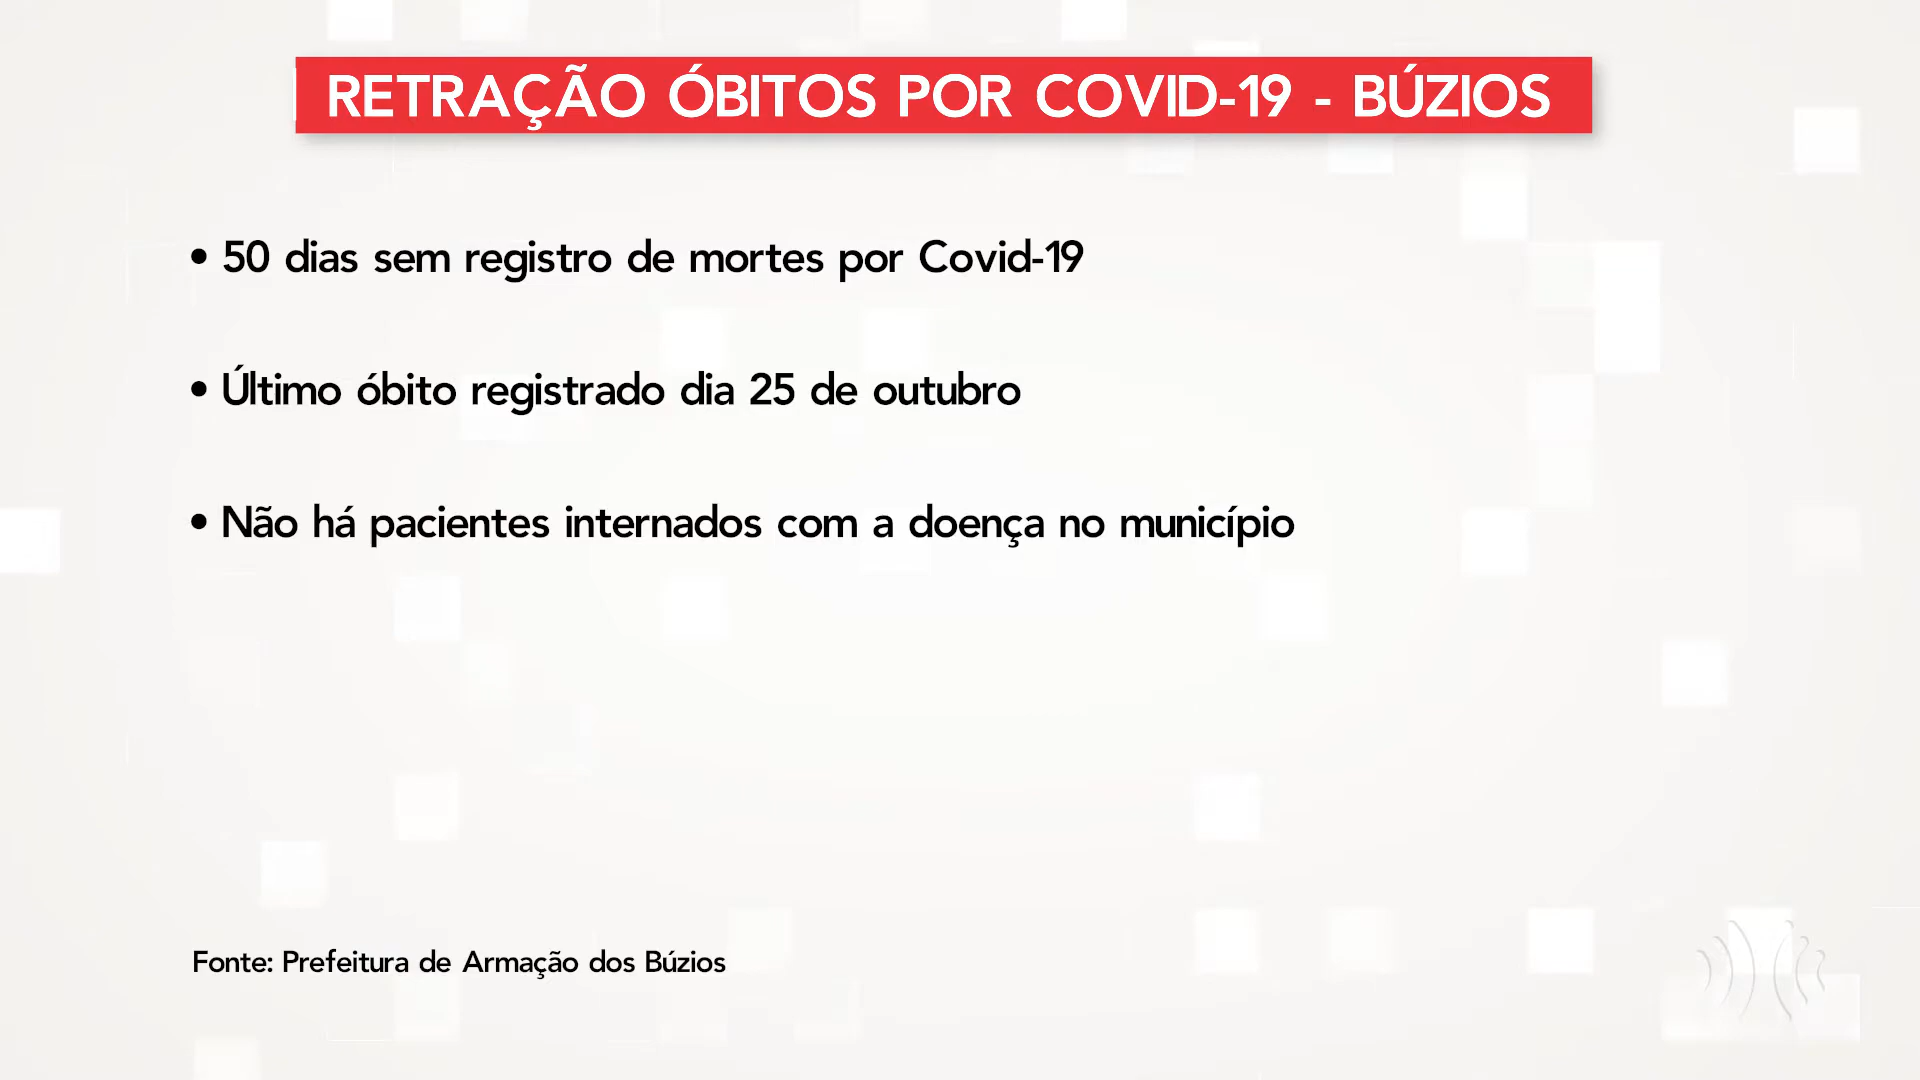 RETRAÇÃO ÓBITOS POR COVID-19 - BÚZIOS
• 50 dias sem registro de mortes por Covid-19
• Último óbito registrado dia 25 de outubro
• Não há pacientes internados com a doença no município
Fonte: Prefeitura de Armação dos Búzios